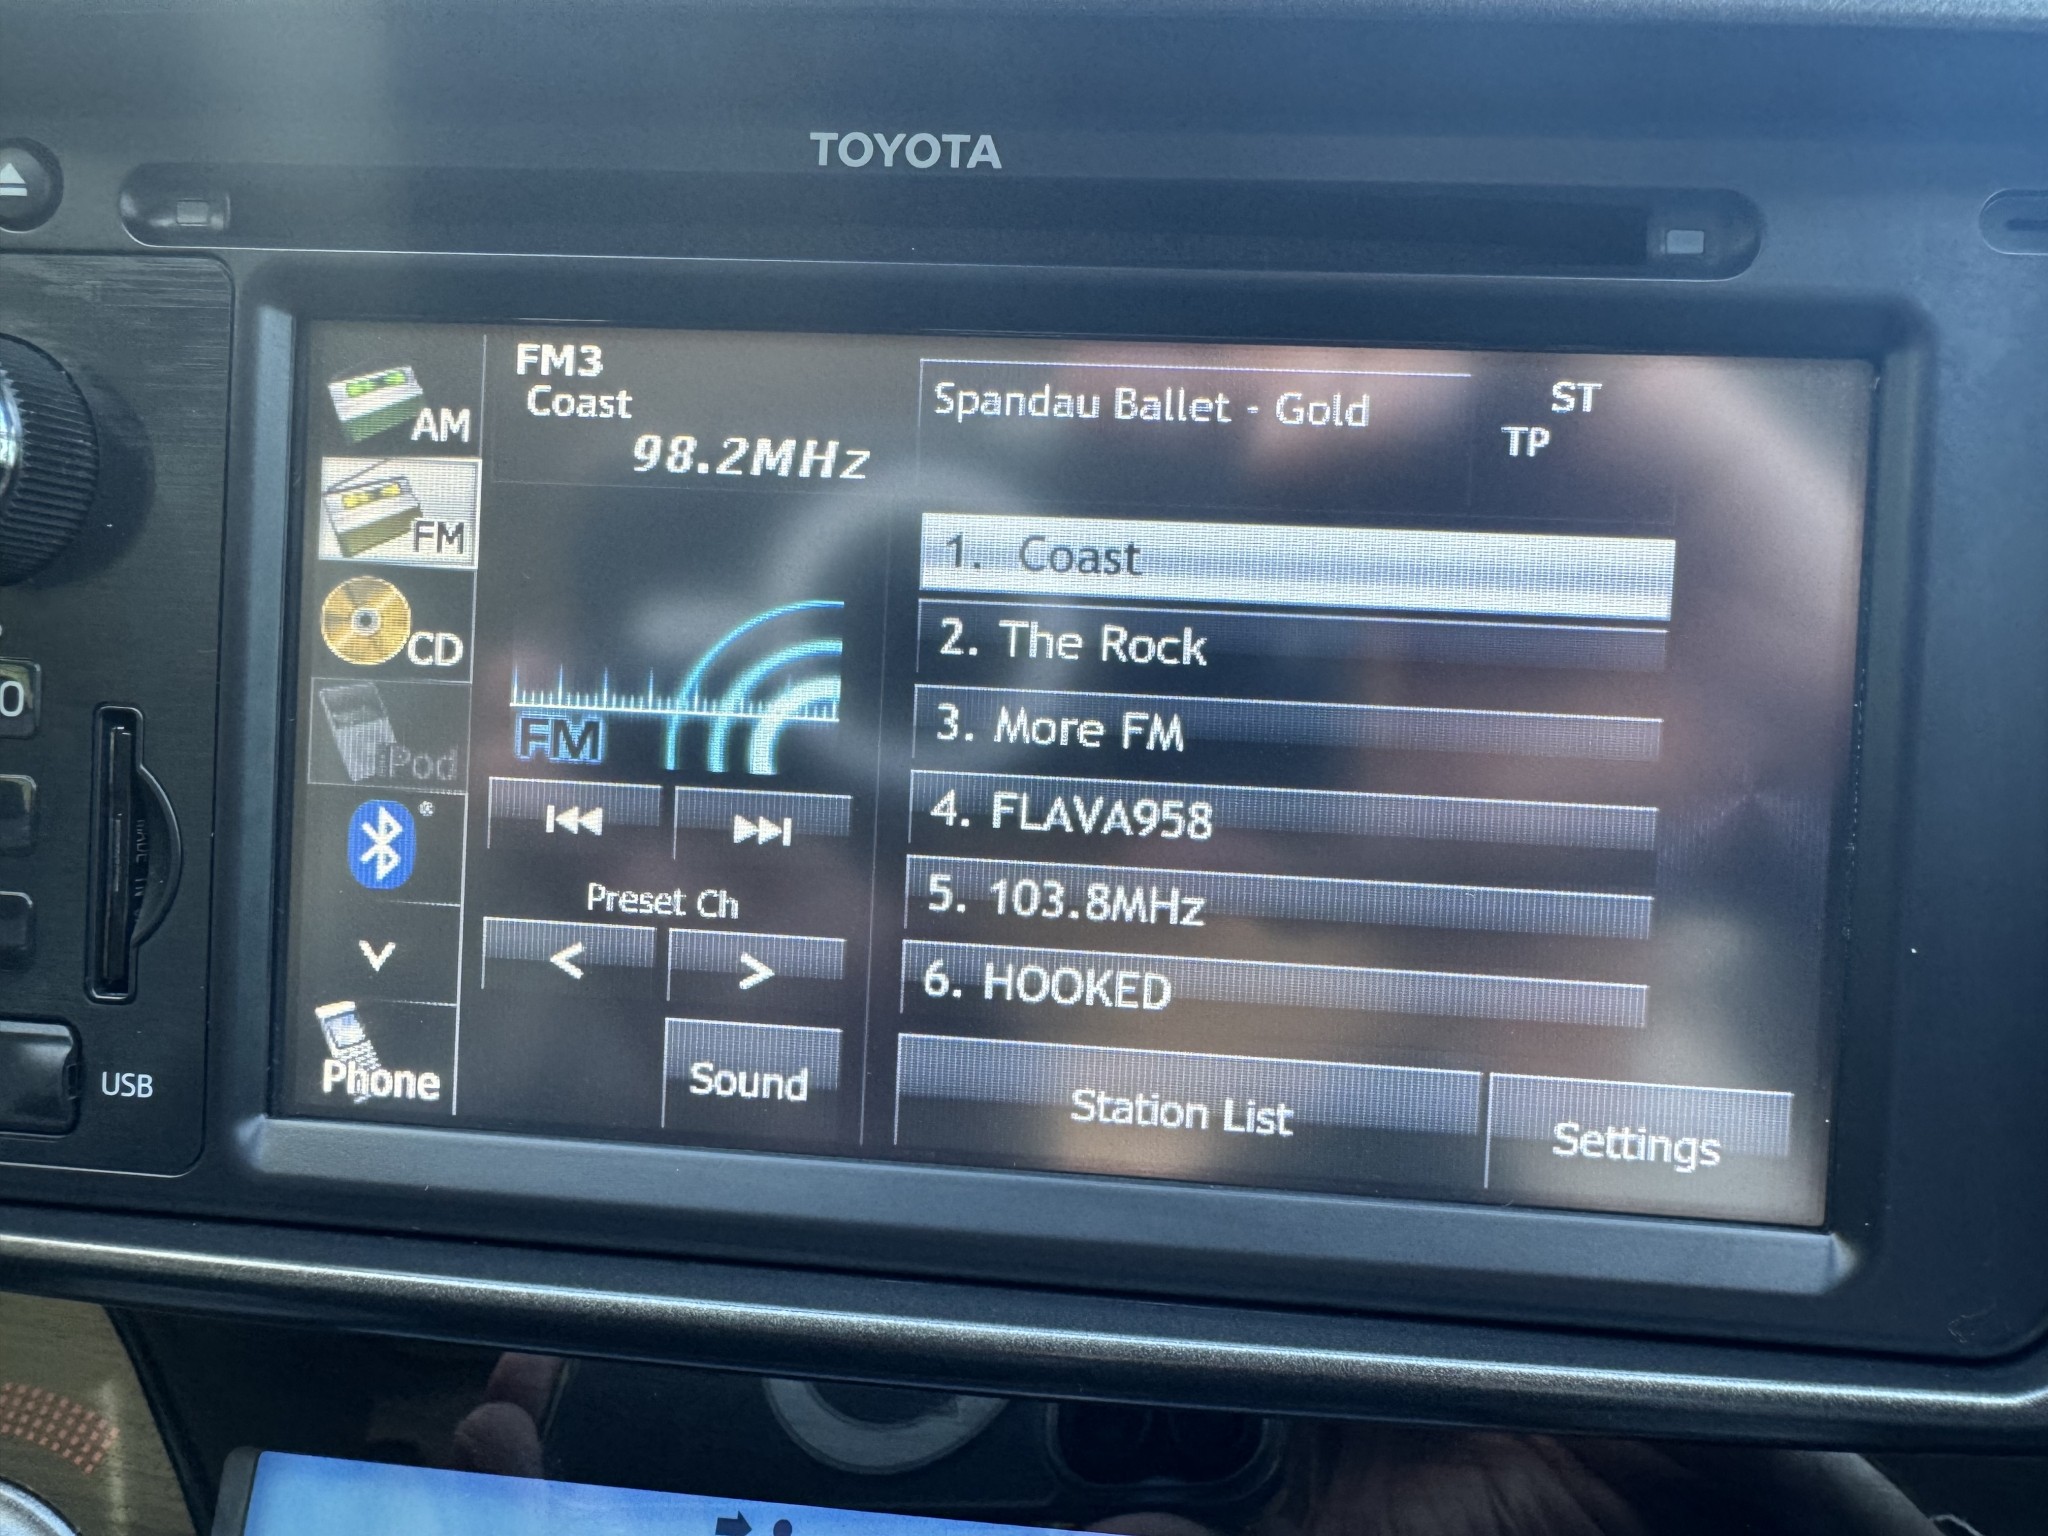 TOYOTA
FM3
Coast
98.2MHz
Spandau Ballet - Gold
ST
TP
AM
FM
CD
iPod
®
Phone
FM
Preset Ch
<
>
Sound
1. Coast
2. The Rock
3. More FM
4. FLAVA958
5. 103.8MHz
6. HOOKED
Station List
Settings
0
USB